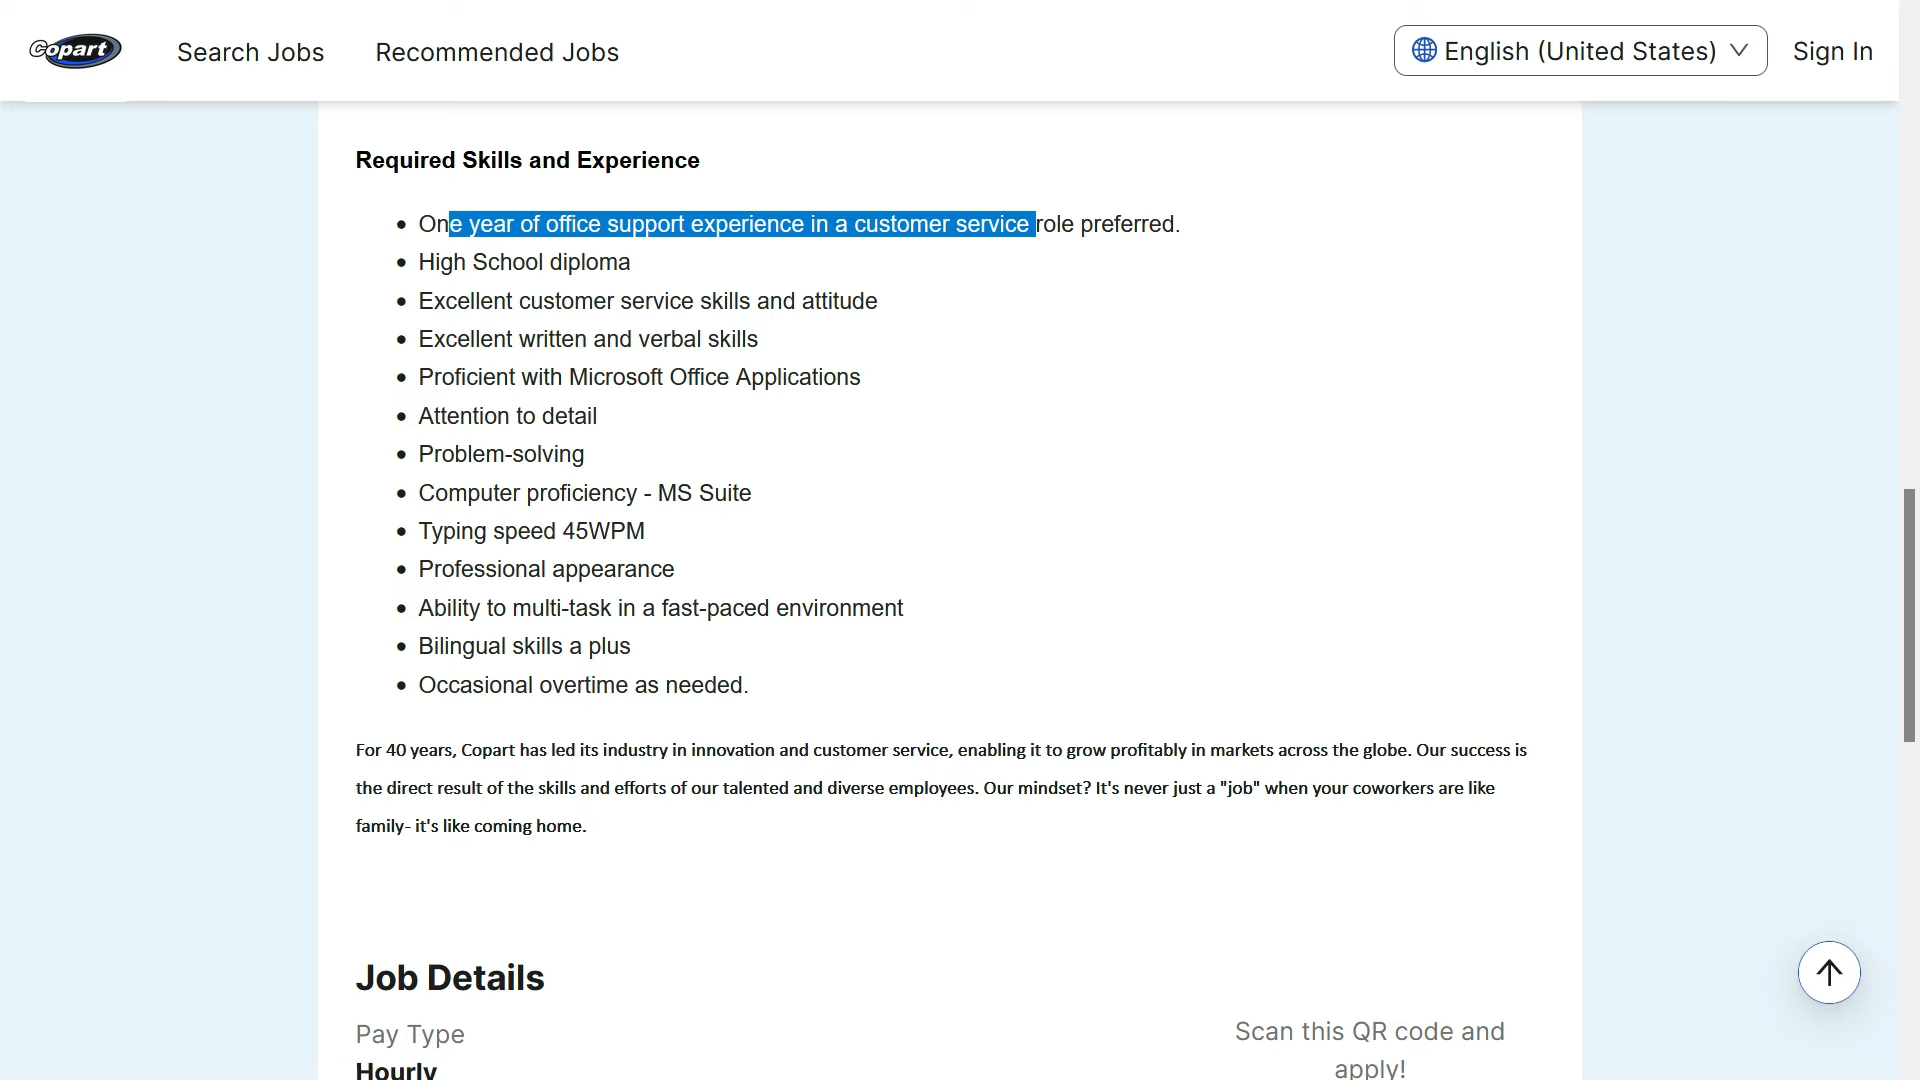 Copart
Search Jobs
Recommended Jobs
English (United States)
Sign In
Required Skills and Experience
One year of office support experience in a customer service role preferred.
High School diploma
Excellent customer service skills and attitude
Excellent written and verbal skills
Proficient with Microsoft Office Applications
Attention to detail
Problem-solving
Computer proficiency - MS Suite
Typing speed 45WPM
Professional appearance
Ability to multi-task in a fast-paced environment
Bilingual skills a plus
Occasional overtime as needed.
For 40 years, Copart has led its industry in innovation and customer service, enabling it to grow profitably in markets across the globe. Our success is
the direct result of the skills and efforts of our talented and diverse employees. Our mindset? It's never just a "job" when your coworkers are like
family- it's like coming home.
Job Details
Pay Type
Hourly
Scan this QR code and
apply!